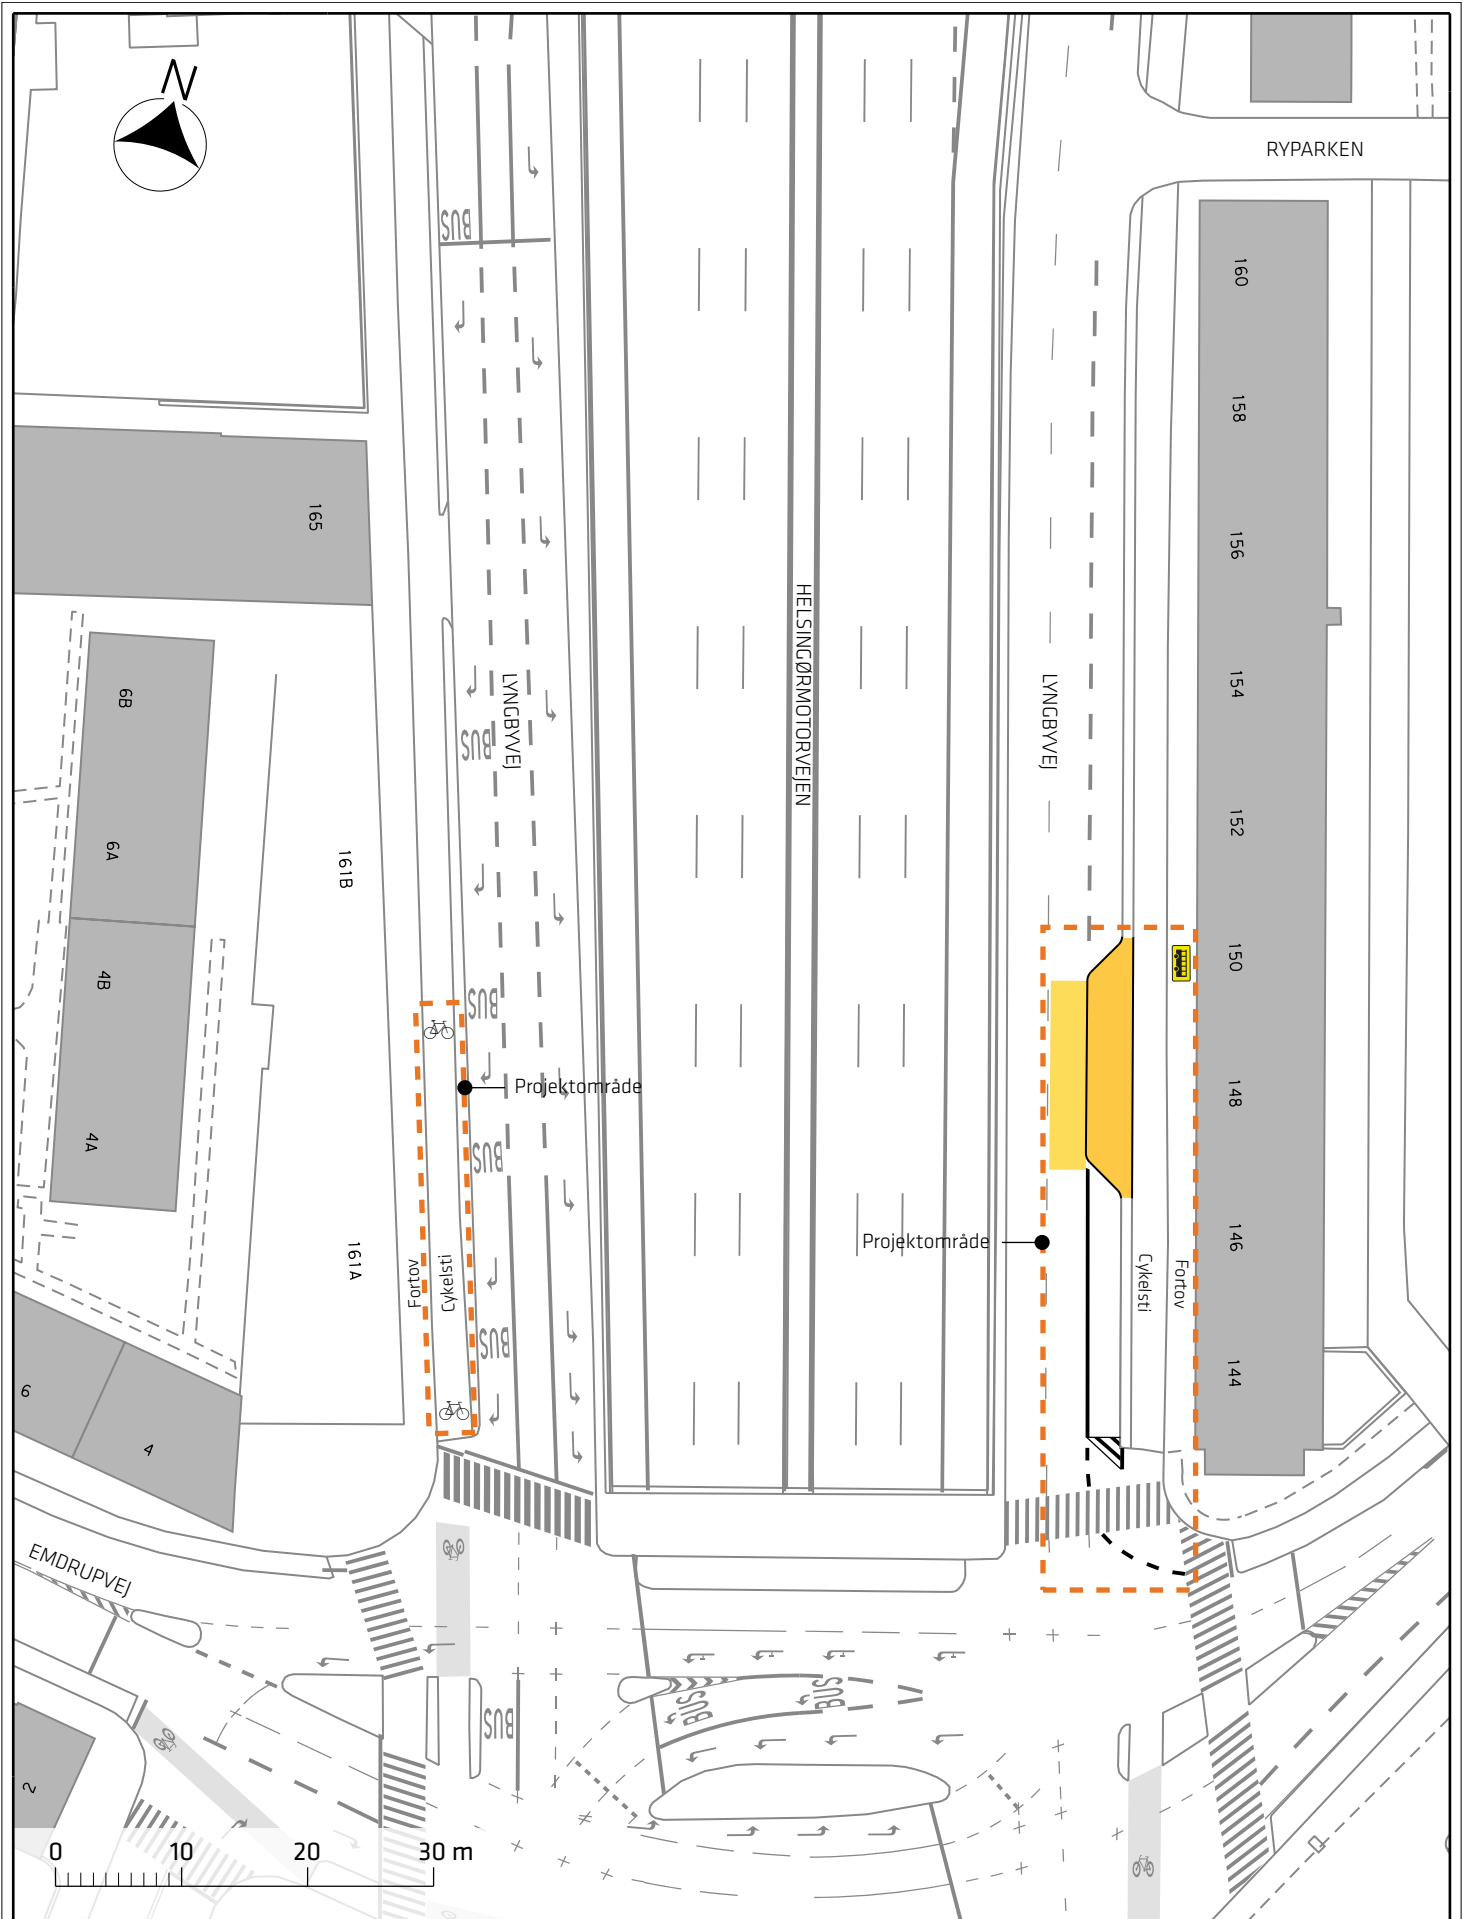 N
RYPARKEN
BUS
160
158
165
156
HELSINGØRMOTORVEJEN
6B
LYNGBYVEJ
LYNGBYVEJ
154
BUS
152
6A
161B
150
4B
BUS
Projektområde
148
4A
BUS
Projektområde
146
161A
Fortov
Cykelsti
Cykelsti
Fortov
BUS
144
6
4
EMDRUPVEJ
BUS
BUS
BUS
2
0 10 20 30 m